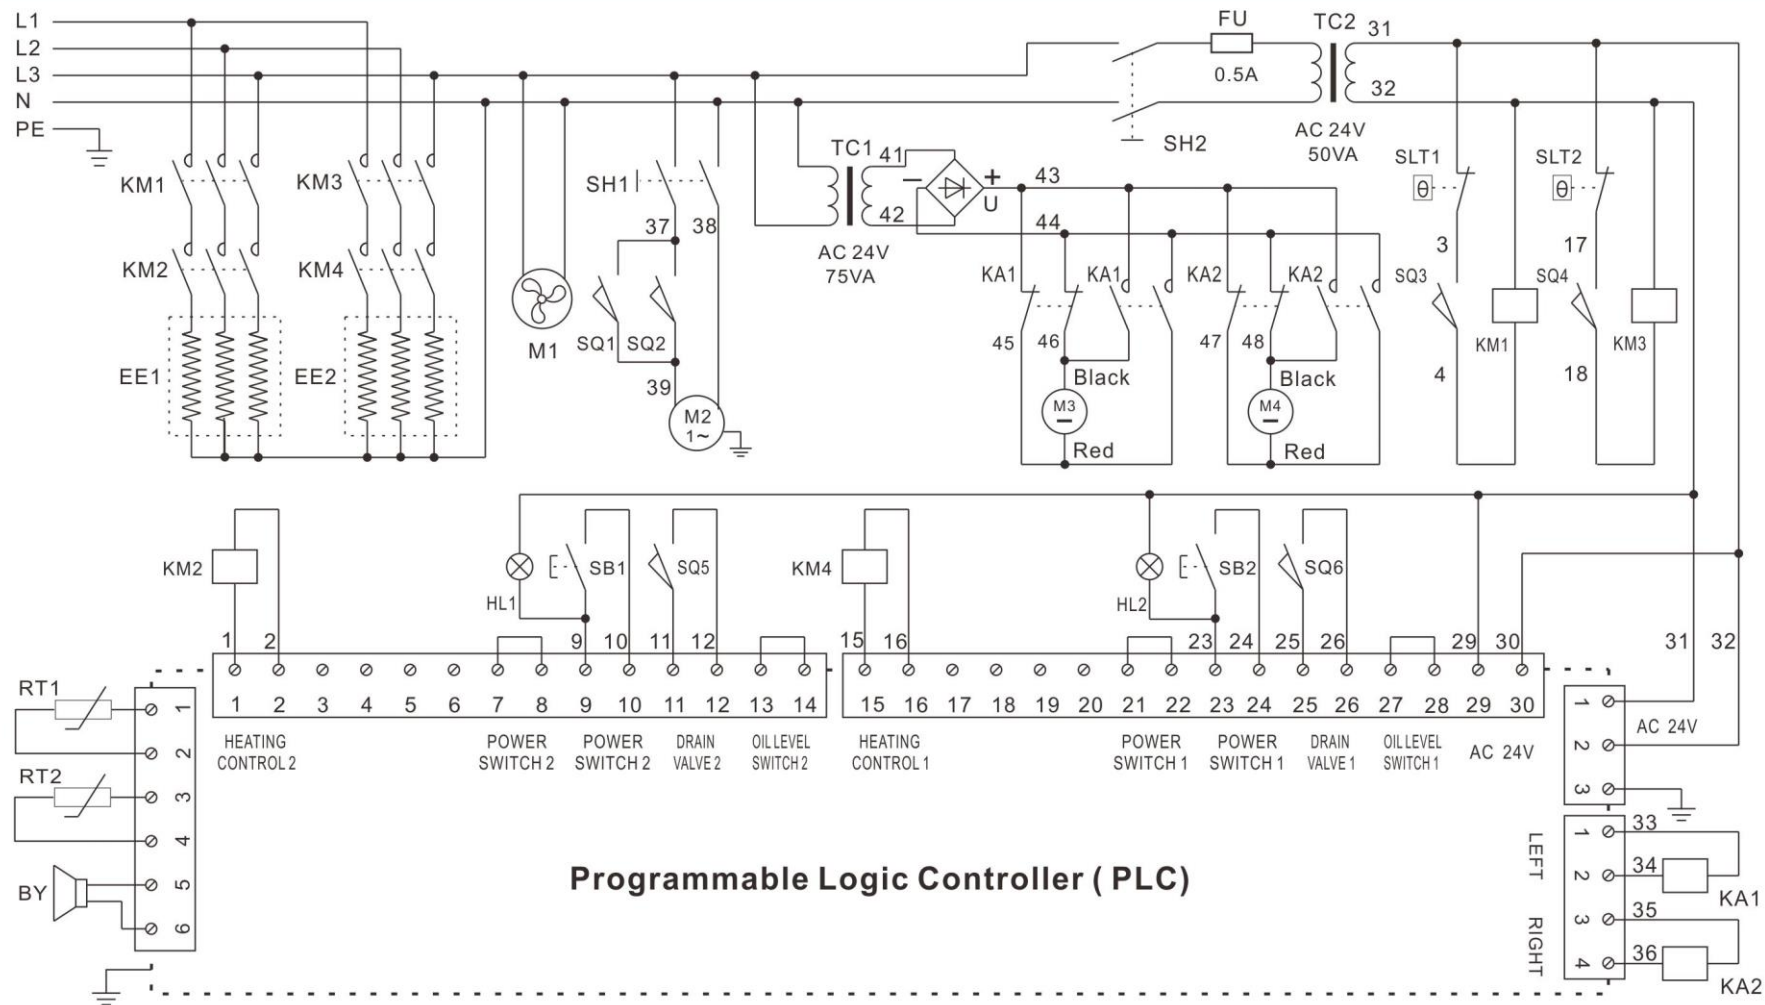 L1
L2
L3
N
PE
FU
0.5A
TC2
31
32
AC 24V
50VA
SH2
KM1
KM3
KM2
KM4
EE1
EE2
M1
SH1
37
38
SQ1
SQ2
39
M2
1~
TC1
41
42
AC 24V
75VA
−
+
U
43
44
KA1
KA1
KA2
KA2
45
46
47
48
Black
Black
M3
M4
Red
Red
SLT1
SLT2
θ
θ
3
17
SQ3
SQ4
KM1
KM3
4
18
KM2
HL1
SB1
SQ5
KM4
HL2
SB2
SQ6
1 2 9 10 11 12 15 16 23 24 25 26 29 30 31 32
1 2 3 4 5 6 7 8 9 10 11 12 13 14
15 16 17 18 19 20 21 22 23 24 25 26 27 28 29 30
HEATING
CONTROL 2
POWER
SWITCH 2
POWER
SWITCH 2
DRAIN
VALVE 2
OIL LEVEL
SWITCH 2
HEATING
CONTROL 1
POWER
SWITCH 1
POWER
SWITCH 1
DRAIN
VALVE 1
OIL LEVEL
SWITCH 1
AC 24V
RT1
RT2
BY
1
2
3
4
5
6
1
2
3
AC 24V
Programmable Logic Controller ( PLC)
LEFT
RIGHT
1
2
3
4
33
34
35
36
KA1
KA2